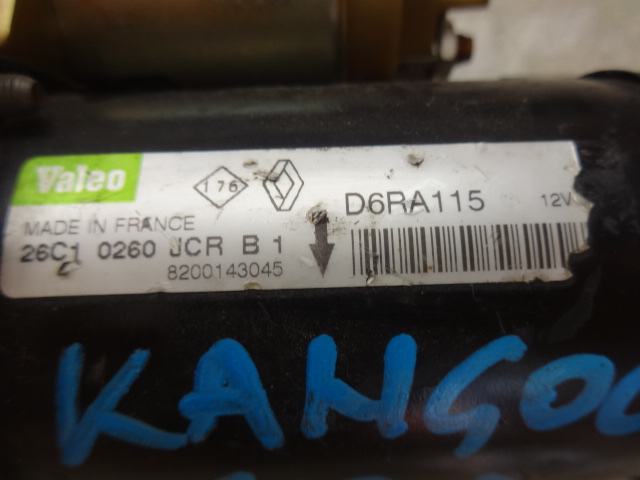 Valeo
176
D6RA115
12V
MADE IN FRANCE
26C1 0260 JCR B 1
8200143045
KANGOO